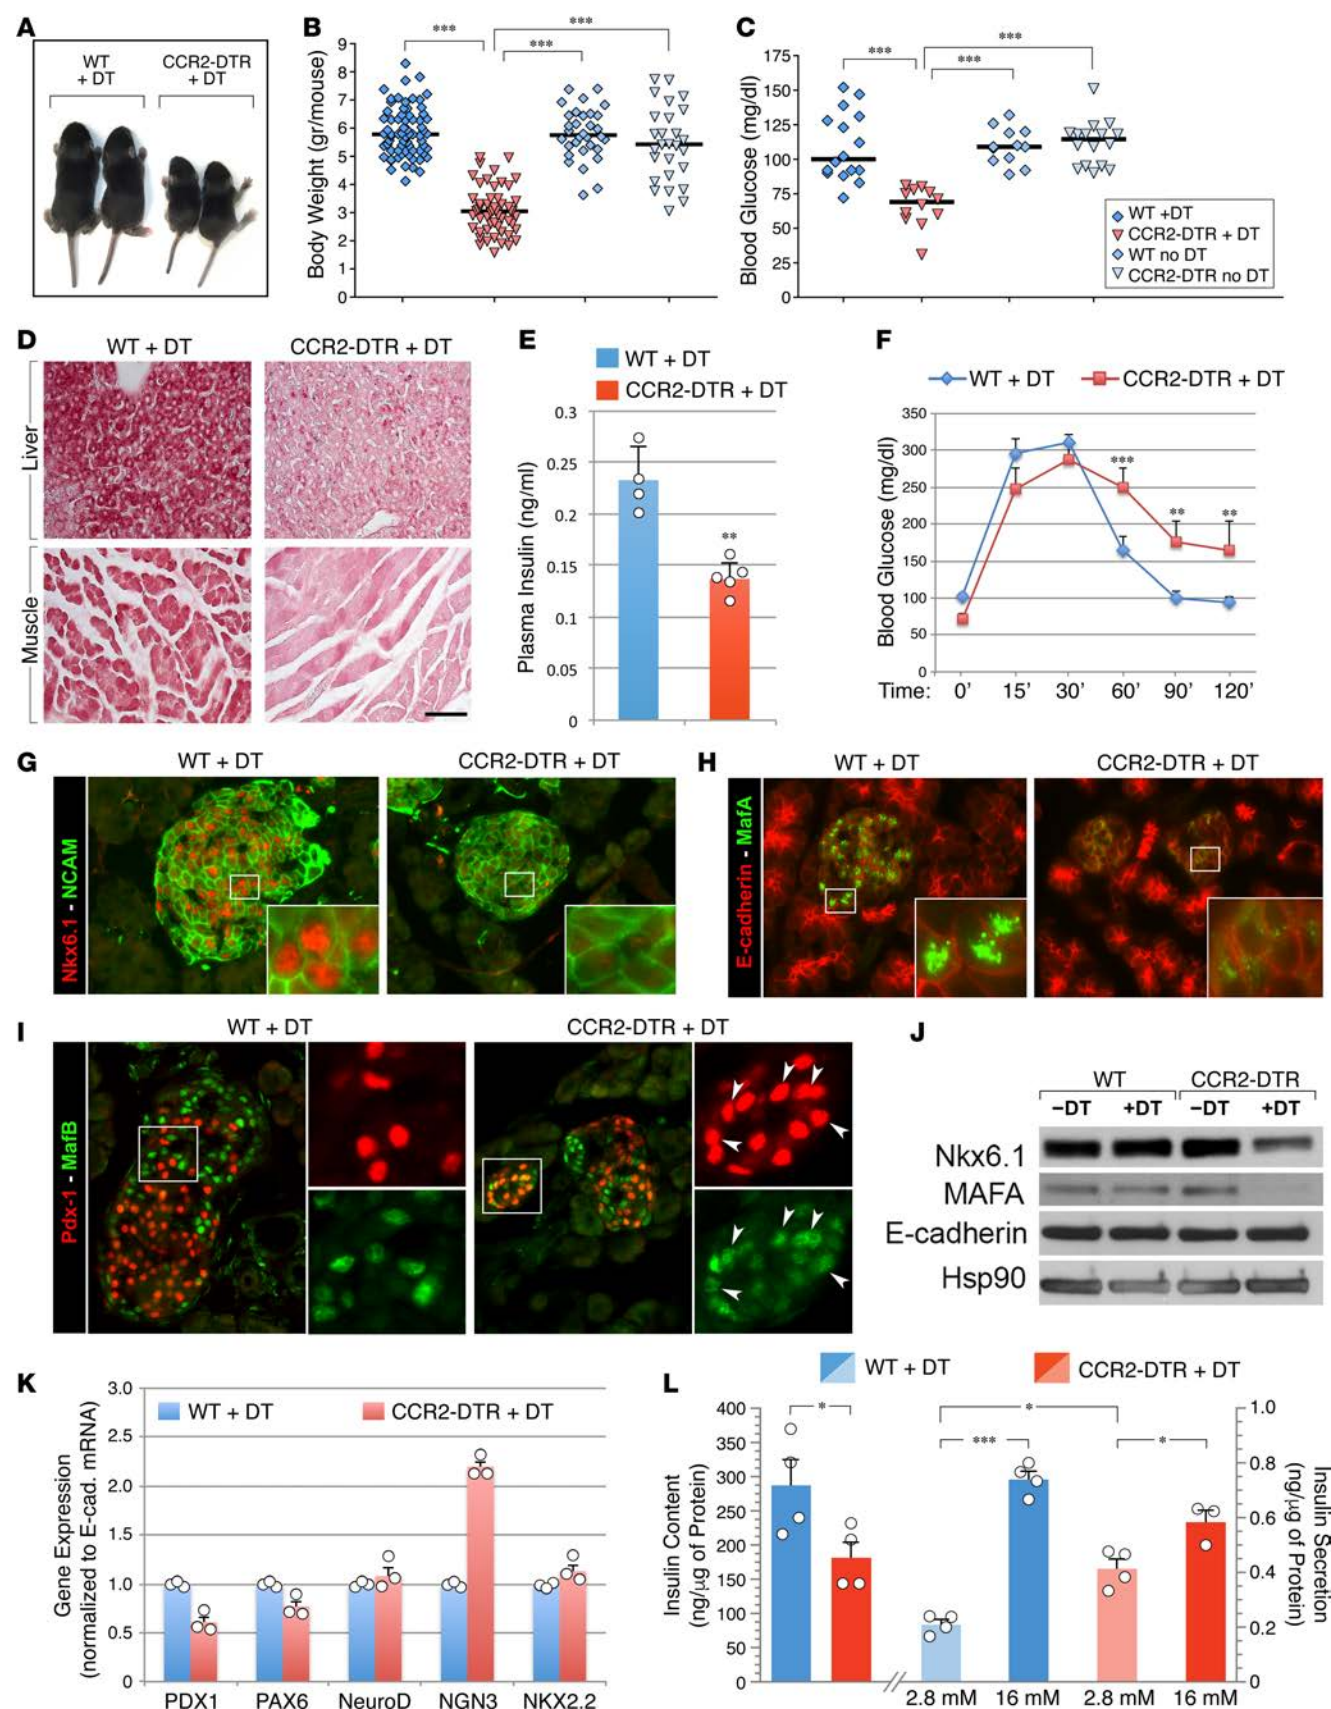 A
WT
+ DT
CCR2-DTR
+ DT
B
Body Weight (gr/mouse)
9
8
7
6
5
4
3
2
1
0
***
***
***
C
Blood Glucose (mg/dl)
175
150
125
100
75
50
25
0
***
***
***
WT +DT
CCR2-DTR + DT
WT no DT
CCR2-DTR no DT
D
WT + DT
CCR2-DTR + DT
Liver
Muscle
E
WT + DT
CCR2-DTR + DT
Plasma Insulin (ng/ml)
0.3
0.25
0.2
0.15
0.1
0.05
0
**
F
WT + DT
CCR2-DTR + DT
Blood Glucose (mg/dl)
350
300
250
200
150
100
50
0
***
**
**
Time: 0' 15' 30' 60' 90' 120'
G
WT + DT
CCR2-DTR + DT
Nkx6.1 - NCAM
H
WT + DT
CCR2-DTR + DT
E-cadherin - MafA
I
WT + DT
CCR2-DTR + DT
Pdx-1 - MafB
J
WT
CCR2-DTR
–DT +DT –DT +DT
Nkx6.1
MAFA
E-cadherin
Hsp90
K
WT + DT
CCR2-DTR + DT
Gene Expression
(normalized to E-cad. mRNA)
3.0
2.5
2.0
1.5
1.0
0.5
0
PDX1 PAX6 NeuroD NGN3 NKX2.2
L
WT + DT
CCR2-DTR + DT
Insulin Content
(ng/µg of Protein)
400
350
300
250
200
150
100
50
0
*
*
***
*
1.0
0.8
0.6
0.4
0.2
0
Insulin Secretion
(ng/µg of Protein)
2.8 mM 16 mM 2.8 mM 16 mM